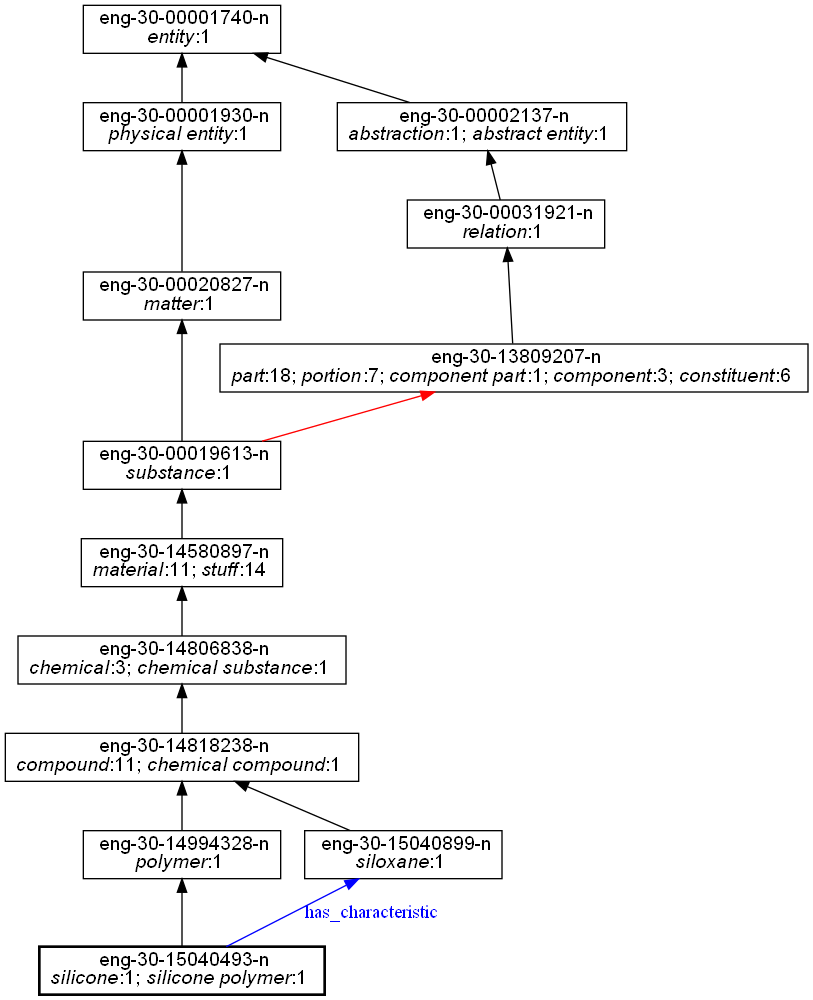 eng-30-00001740-n
entity:1
eng-30-00001930-n
physical entity:1
eng-30-00002137-n
abstraction:1; abstract entity:1
eng-30-00031921-n
relation:1
eng-30-00020827-n
matter:1
eng-30-13809207-n
part:18; portion:7; component part:1; component:3; constituent:6
eng-30-00019613-n
substance:1
eng-30-14580897-n
material:11; stuff:14
eng-30-14806838-n
chemical:3; chemical substance:1
eng-30-14818238-n
compound:11; chemical compound:1
eng-30-14994328-n
polymer:1
eng-30-15040899-n
siloxane:1
has_characteristic
eng-30-15040493-n
silicone:1; silicone polymer:1